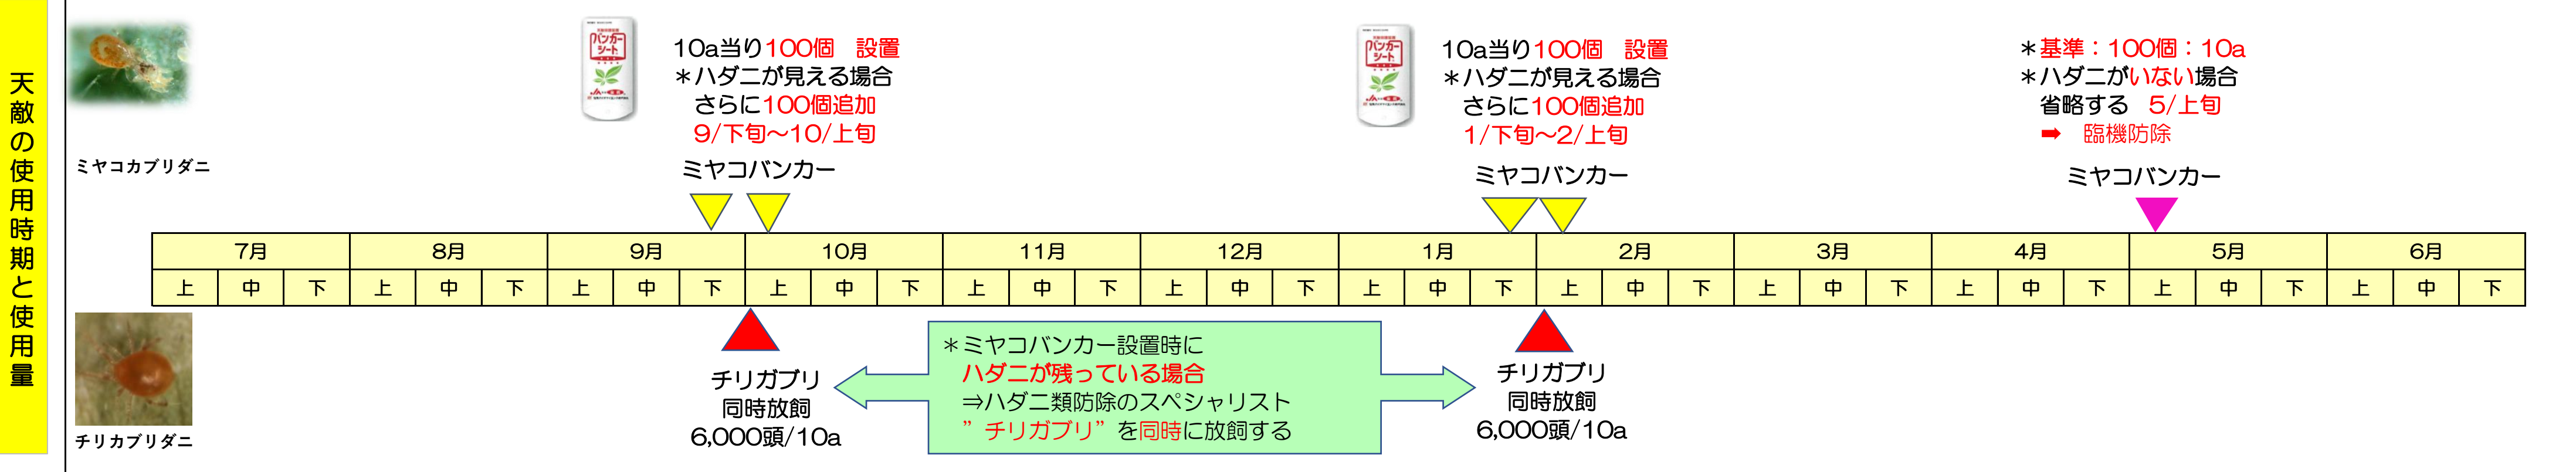 天敵の使用時期と使用量
ミヤコカブリダニ
バンカー
シート
10a当り100個　設置
＊ハダニが見える場合
さらに100個追加
9/下旬～10/上旬
ミヤコバンカー
バンカー
シート
10a当り100個　設置
＊ハダニが見える場合
さらに100個追加
1/下旬～2/上旬
ミヤコバンカー
＊基準：100個：10a
＊ハダニがいない場合
省略する　5/上旬
➡　臨機防除
ミヤコバンカー
7月 8月 9月 10月 11月 12月 1月 2月 3月 4月 5月 6月
上 中 下 上 中 下 上 中 下 上 中 下 上 中 下 上 中 下 上 中 下 上 中 下 上 中 下 上 中 下 上 中 下 上 中 下
チリカブリダニ
チリガブリ
同時放飼
6,000頭/10a
＊ミヤコバンカー設置時に
ハダニが残っている場合
⇒ハダニ類防除のスペシャリスト
”チリガブリ”を同時に放飼する
チリガブリ
同時放飼
6,000頭/10a